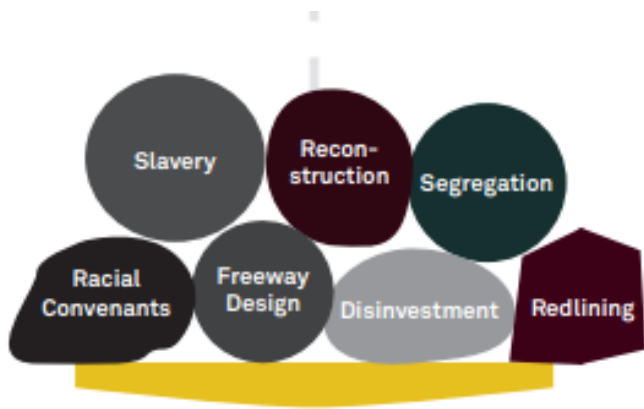 Slavery
Recon-
struction
Segregation
Racial
Convenants
Freeway
Design
Disinvestment
Redlining